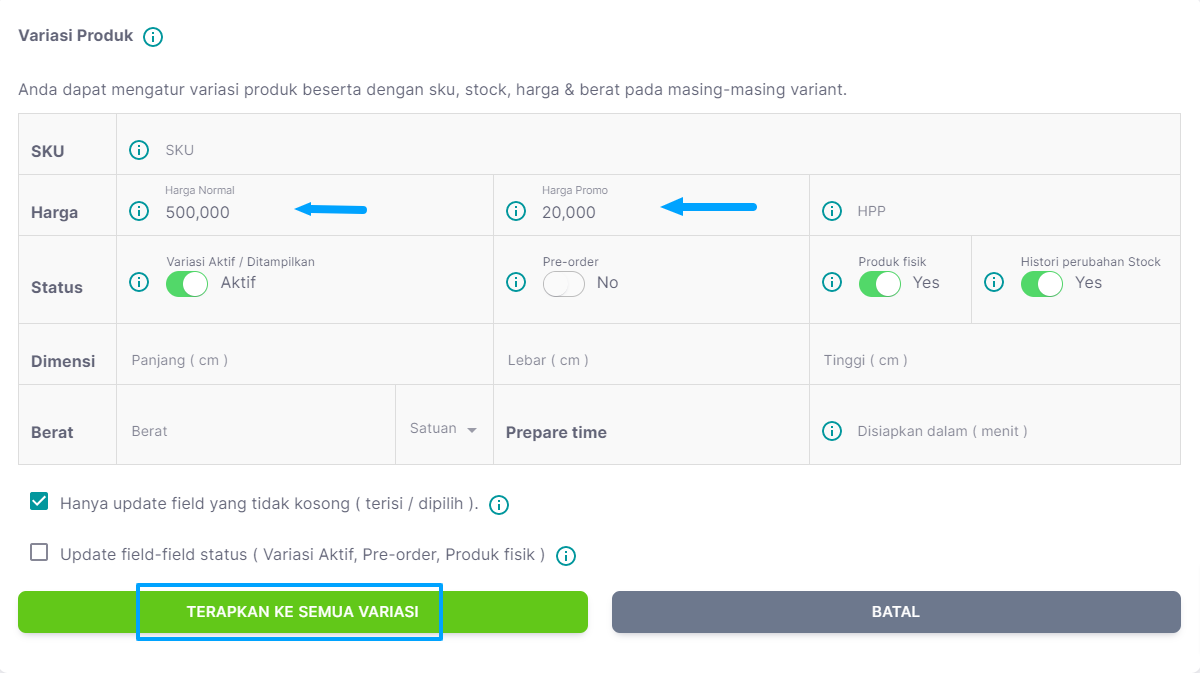 Variasi Produk
Anda dapat mengatur variasi produk beserta dengan sku, stock, harga & berat pada masing-masing variant.
SKU SKU
Harga Harga Normal 500,000 Harga Promo 20,000 HPP
Status Variasi Aktif / Ditampilkan Aktif Pre-order No Produk fisik Yes Histori perubahan Stock Yes
Dimensi Panjang ( cm ) Lebar ( cm ) Tinggi ( cm )
Berat Berat Satuan Prepare time Disiapkan dalam ( menit )
Hanya update field yang tidak kosong ( terisi / dipilih ).
Update field-field status ( Variasi Aktif, Pre-order, Produk fisik )
TERAPKAN KE SEMUA VARIASI BATAL